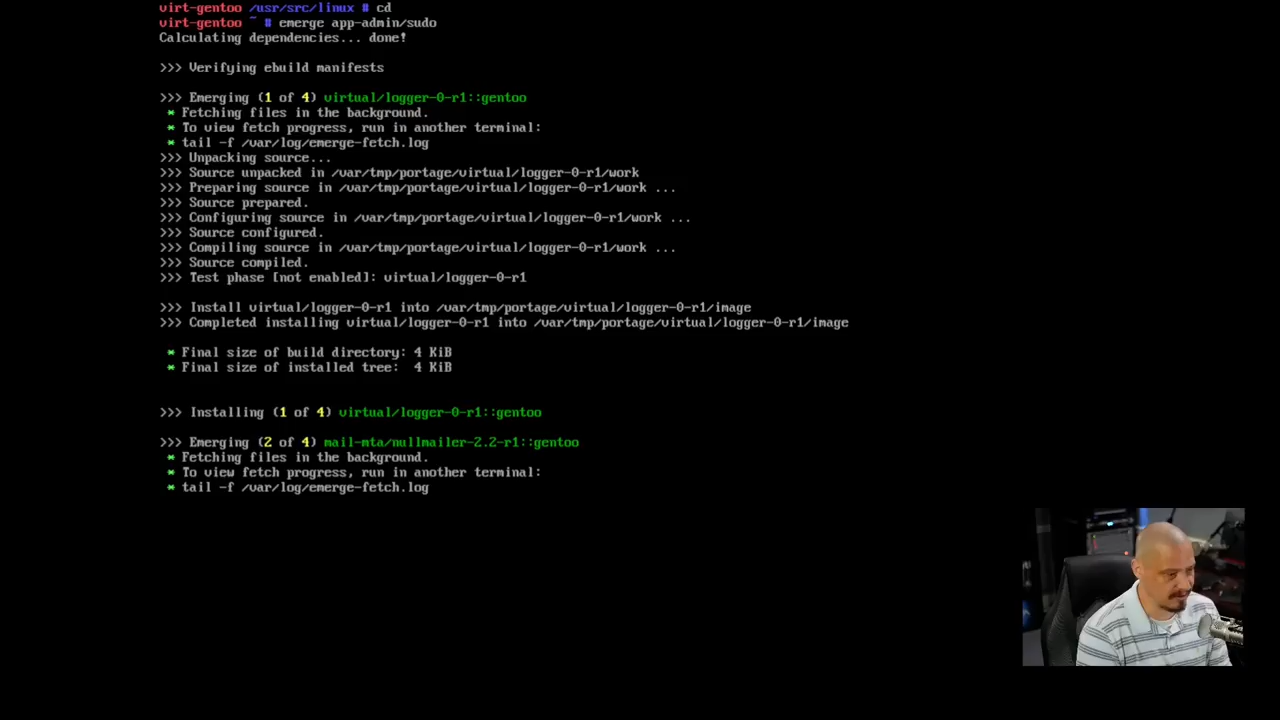 virt-gentoo /usr/src/linux # cd
virt-gentoo ~ # emerge app-admin/sudo
Calculating dependencies... done!
>>> Verifying ebuild manifests
>>> Emerging (1 of 4) virtual/logger-0-r1::gentoo
* Fetching files in the background.
* To view fetch progress, run in another terminal:
* tail -f /var/log/emerge-fetch.log
>>> Unpacking source...
>>> Source unpacked in /var/tmp/portage/virtual/logger-0-r1/work
>>> Preparing source in /var/tmp/portage/virtual/logger-0-r1/work ...
>>> Source prepared.
>>> Configuring source in /var/tmp/portage/virtual/logger-0-r1/work ...
>>> Source configured.
>>> Compiling source in /var/tmp/portage/virtual/logger-0-r1/work ...
>>> Source compiled.
>>> Test phase [not enabled]: virtual/logger-0-r1
>>> Install virtual/logger-0-r1 into /var/tmp/portage/virtual/logger-0-r1/image
>>> Completed installing virtual/logger-0-r1 into /var/tmp/portage/virtual/logger-0-r1/image
* Final size of build directory: 4 KiB
* Final size of installed tree:  4 KiB
>>> Installing (1 of 4) virtual/logger-0-r1::gentoo
>>> Emerging (2 of 4) mail-mta/nullmailer-2.2-r1::gentoo
* Fetching files in the background.
* To view fetch progress, run in another terminal:
* tail -f /var/log/emerge-fetch.log